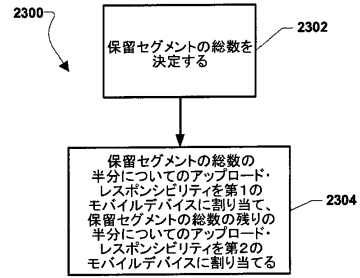 2300
2302
保留セグメントの総数を
決定する
保留セグメントの総数の
半分についてのアップロード・
レスポンシビリティを第1の
モバイルデバイスに割り当て、
保留セグメントの総数の残りの
半分についてのアップロード・
レスポンシビリティを第2の
モバイルデバイスに割り当てる
2304